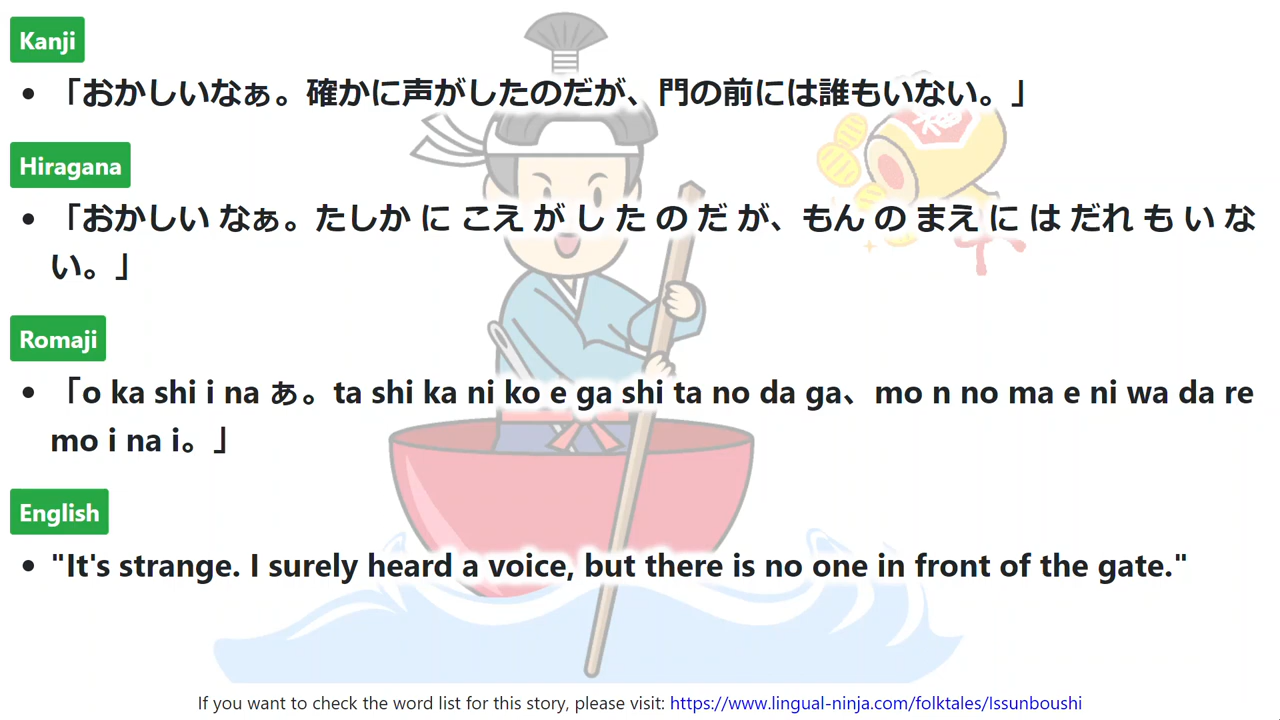 Kanji
• 「おかしいなぁ。確かに声がしたのだが、門の前には誰もいない。」
Hiragana
• 「おかしい なぁ。たしか に こえ が し た の だ が、もん の まえ に は だれ も い な
い。」
Romaji
• 「o ka shi i na ぁ。ta shi ka ni ko e ga shi ta no da ga、mo n no ma e ni wa da re
mo i na i。」
English
• "It's strange. I surely heard a voice, but there is no one in front of the gate."
If you want to check the word list for this story, please visit: https://www.lingual-ninja.com/folktales/Issunboushi